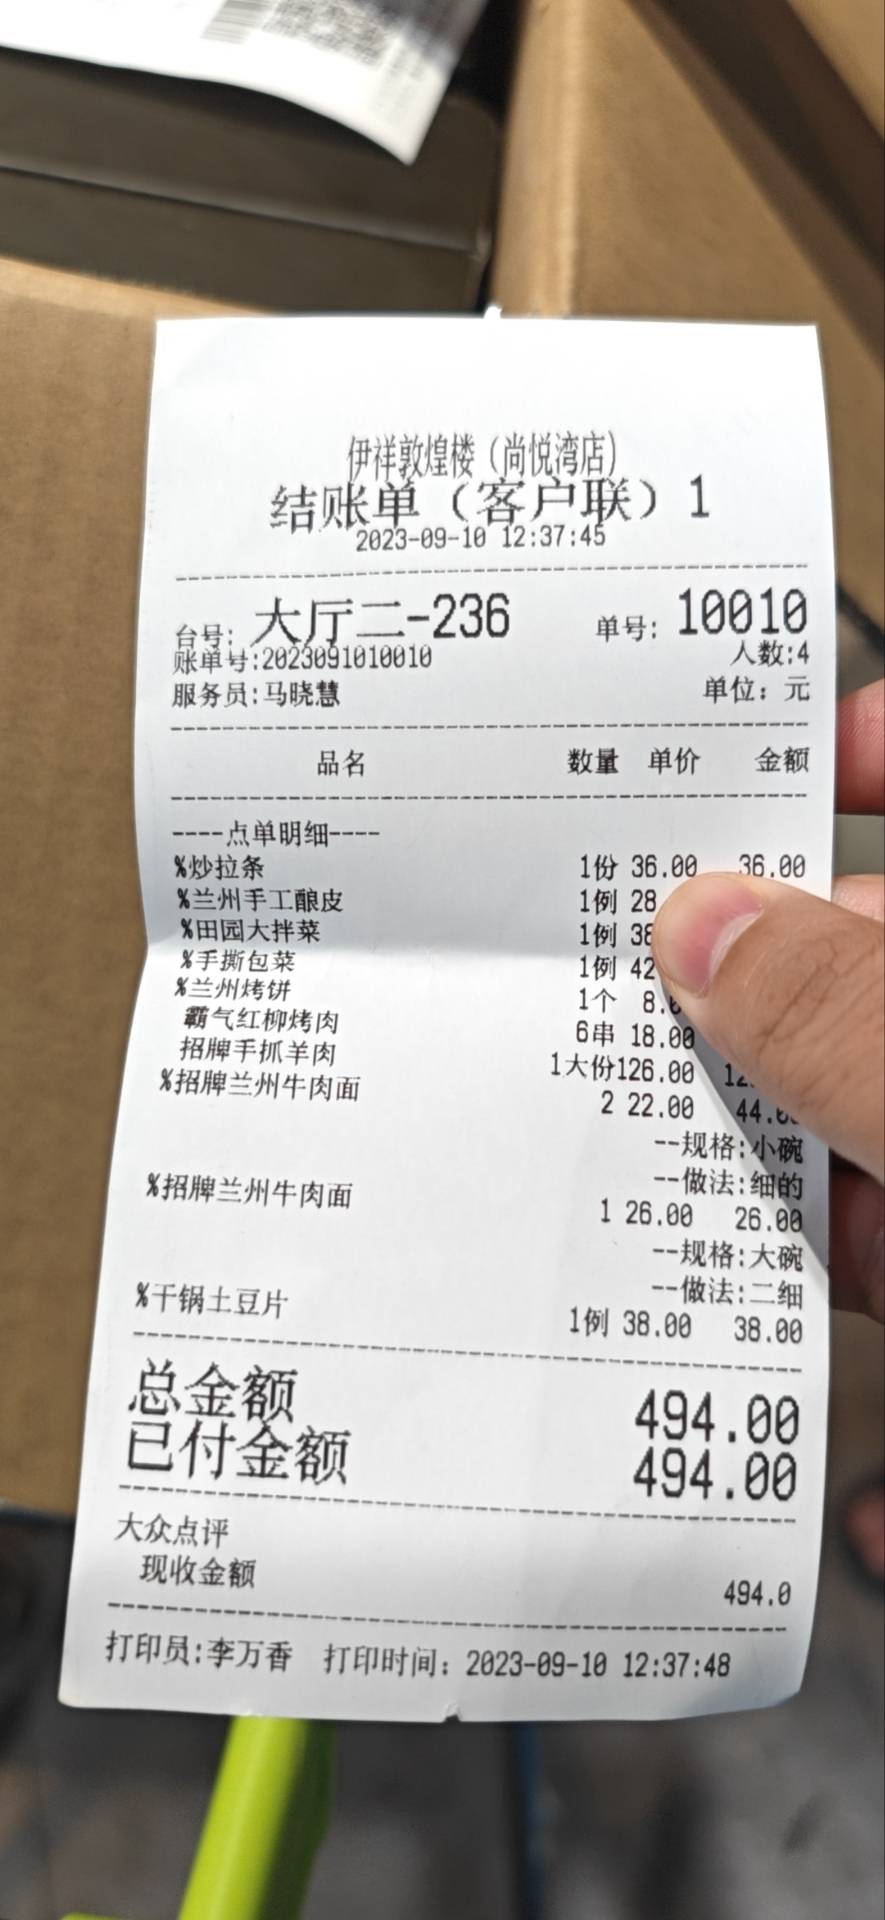 伊祥敦煌楼（尚悦湾店）
结账单（客户联）1
2023-09-10 12:37:45
台号: 大厅二-236 单号: 10010
账单号:2023091010010 人数:4
服务员:马晓慧 单位: 元
品名 数量 单价 金额
----点单明细----
%炒拉条 1份 36.00 36.00
%兰州手工酿皮 1例 28
%田园大拌菜 1例 38
%手撕包菜 1例 42
%兰州烤饼 1个 8.
霸气红柳烤肉 6串 18.00
招牌手抓羊肉 1大份126.00 12
%招牌兰州牛肉面 2 22.00 44.0
--规格:小碗
--做法:细的
%招牌兰州牛肉面 1 26.00 26.00
--规格:大碗
--做法:二细
%干锅土豆片 1例 38.00 38.00
总金额 494.00
已付金额 494.00
大众点评
现收金额 494.0
打印员:李万香 打印时间: 2023-09-10 12:37:48